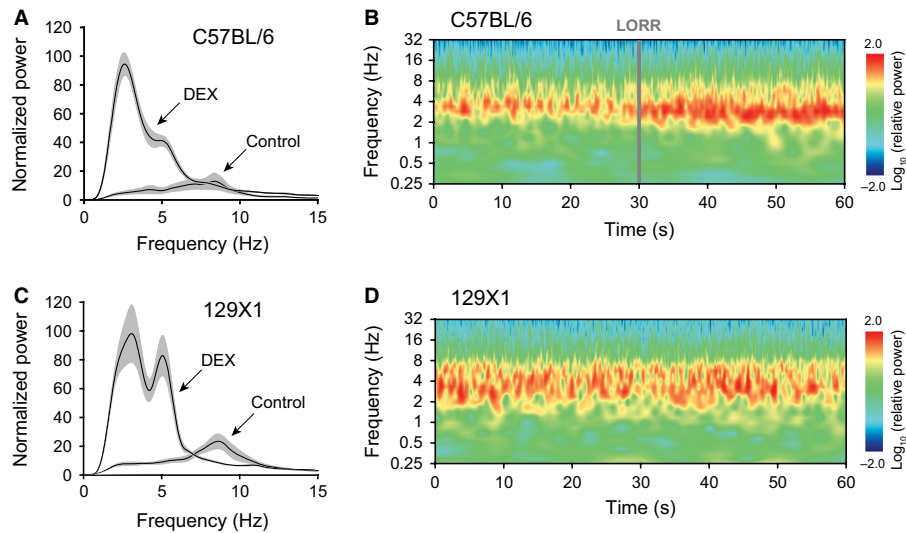 A
C57BL/6
Normalized power
120
100
80
60
40
20
0
DEX
Control
0 5 10 15
Frequency (Hz)
B
C57BL/6
LORR
Frequency (Hz)
32
16
8
4
2
1
0.5
0.25
0 10 20 30 40 50 60
Time (s)
2.0
−2.0
Log10 (relative power)
C
129X1
Normalized power
120
100
80
60
40
20
0
DEX
Control
0 5 10 15
Frequency (Hz)
D
129X1
Frequency (Hz)
32
16
8
4
2
1
0.5
0.25
0 10 20 30 40 50 60
Time (s)
2.0
−2.0
Log10 (relative power)